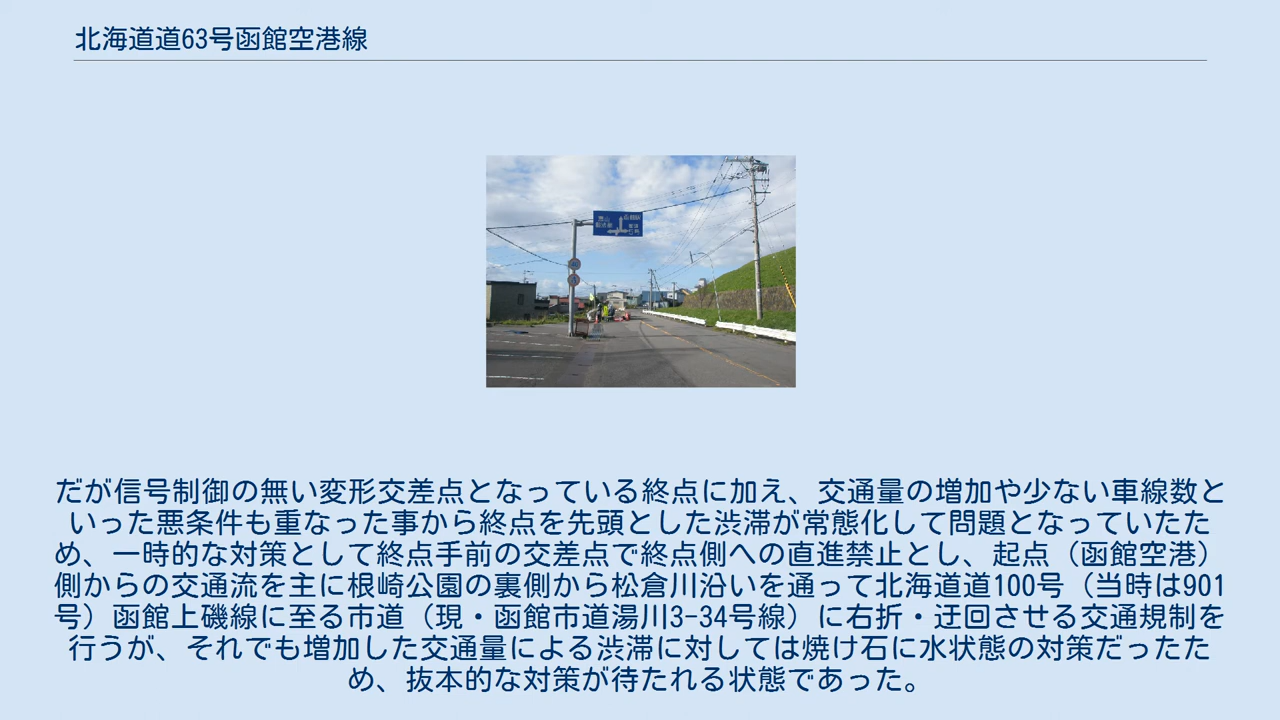 北海道道63号函館空港線
だが信号制御の無い変形交差点となっている終点に加え、交通量の増加や少ない車線数と
いった悪条件も重なった事から終点を先頭とした渋滞が常態化して問題となっていたた
め、一時的な対策として終点手前の交差点で終点側への直進禁止とし、起点（函館空港）
側からの交通流を主に根崎公園の裏側から松倉川沿いを通って北海道道100号（当時は901
号）函館上磯線に至る市道（現・函館市道湯川3-34号線）に右折・迂回させる交通規制を
行うが、それでも増加した交通量による渋滞に対しては焼け石に水状態の対策だったた
め、抜本的な対策が待たれる状態であった。